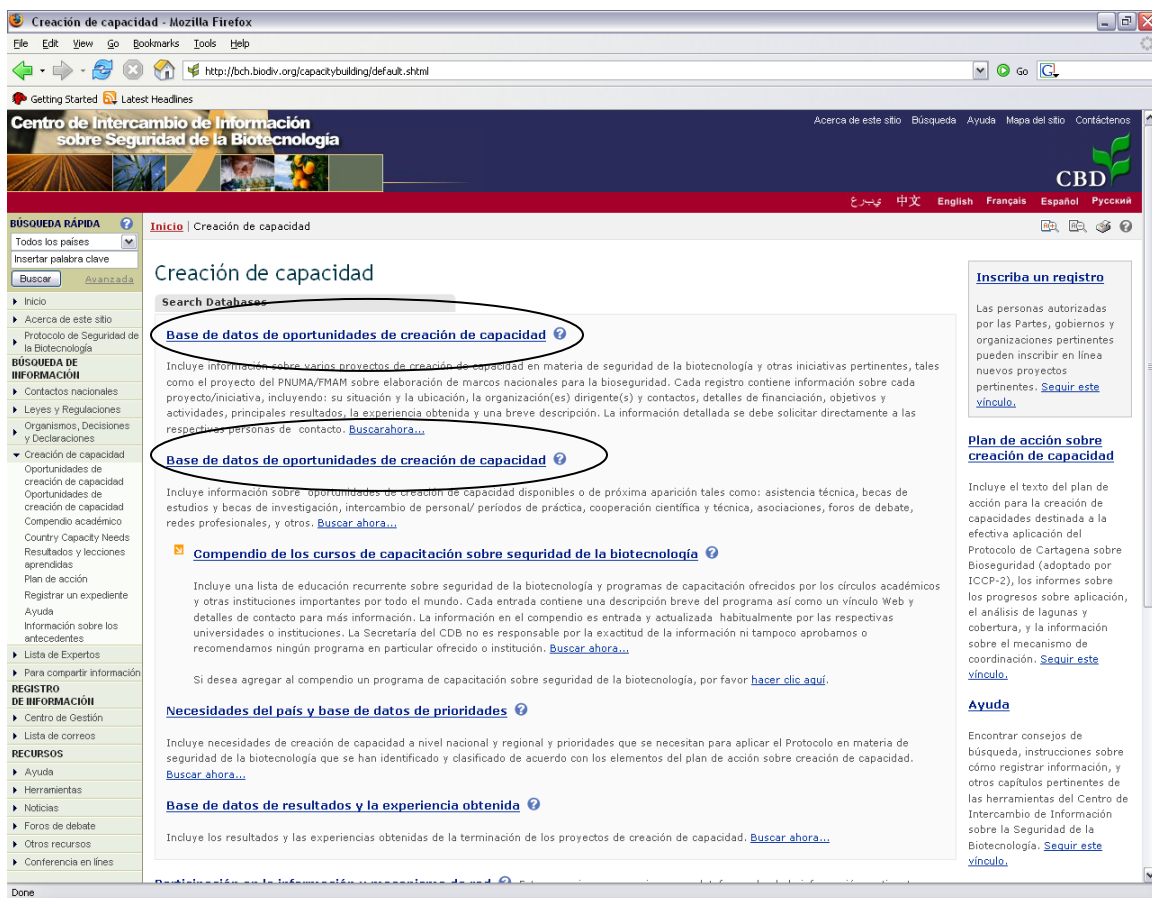 Creación de capacidad - Mozilla Firefox
File Edit View Go Bookmarks Tools Help
http://bch.biodiv.org/capacitybuilding/default.shtml
Go
Getting Started Latest Headlines
Centro de Intercambio de Información
sobre Seguridad de la Biotecnología
Acerca de este sitio Búsqueda Ayuda Mapa del sitio Contáctenos
CBD
中文 English Français Español Русский
BÚSQUEDA RÁPIDA
Todos los países
Insertar palabra clave
Buscar Avanzada
Inicio
Acerca de este sitio
Protocolo de Seguridad de
la Biotecnología
BÚSQUEDA DE
INFORMACIÓN
Contactos nacionales
Leyes y Regulaciones
Organismos, Decisiones
y Declaraciones
Creación de capacidad
Oportunidades de
creación de capacidad
Oportunidades de
creación de capacidad
Compendio académico
Country Capacity Needs
Resultados y lecciones
aprendidas
Plan de acción
Registrar un expediente
Ayuda
Información sobre los
antecedentes
Lista de Expertos
Para compartir información
REGISTRO
DE INFORMACIÓN
Centro de Gestión
Lista de correos
RECURSOS
Ayuda
Herramientas
Noticias
Foros de debate
Otros recursos
Conferencia en línes
Inicio | Creación de capacidad
Creación de capacidad
Search Databases
Base de datos de oportunidades de creación de capacidad
Incluye información sobre varios proyectos de creación de capacidad en materia de seguridad de la biotecnología y otras iniciativas pertinentes, tales
como el proyecto del PNUMA/FMAM sobre elaboración de marcos nacionales para la bioseguridad. Cada registro contiene información sobre cada
proyecto/iniciativa, incluyendo: su situación y la ubicación, la organización(es) dirigente(s) y contactos, detalles de financiación, objetivos y
actividades, principales resultados, la experiencia obtenida y una breve descripción. La información detallada se debe solicitar directamente a las
respectivas personas de contacto. Buscarahora...
Base de datos de oportunidades de creación de capacidad
Incluye información sobre oportunidades de creación de capacidad disponibles o de próxima aparición tales como: asistencia técnica, becas de
estudios y becas de investigación, intercambio de personal/ períodos de práctica, cooperación científica y técnica, asociaciones, foros de debate,
redes profesionales, y otros. Buscar ahora...
Compendio de los cursos de capacitación sobre seguridad de la biotecnología
Incluye una lista de educación recurrente sobre seguridad de la biotecnología y programas de capacitación ofrecidos por los círculos académicos
y otras instituciones importantes por todo el mundo. Cada entrada contiene una descripción breve del programa así como un vínculo Web y
detalles de contacto para más información. La información en el compendio es entrada y actualizada habitualmente por las respectivas
universidades o instituciones. La Secretaría del CDB no es responsable por la exactitud de la información ni tampoco aprobamos o
recomendamos ningún programa en particular ofrecido o institución. Buscar ahora...
Si desea agregar al compendio un programa de capacitación sobre seguridad de la biotecnología, por favor hacer clic aquí.
Necesidades del país y base de datos de prioridades
Incluye necesidades de creación de capacidad a nivel nacional y regional y prioridades que se necesitan para aplicar el Protocolo en materia de
seguridad de la biotecnología que se han identificado y clasificado de acuerdo con los elementos del plan de acción sobre creación de capacidad.
Buscar ahora...
Base de datos de resultados y la experiencia obtenida
Incluye los resultados y las experiencias obtenidas de la terminación de los proyectos de creación de capacidad. Buscar ahora...
Inscriba un registro
Las personas autorizadas
por las Partes, gobiernos y
organizaciones pertinentes
pueden inscribir en línea
nuevos proyectos
pertinentes. Seguir este
vínculo.
Plan de acción sobre
creación de capacidad
Incluye el texto del plan de
acción para la creación de
capacidades destinada a la
efectiva aplicación del
Protocolo de Cartagena sobre
Bioseguridad (adoptado por
ICCP-2), los informes sobre
los progresos sobre aplicación,
el análisis de lagunas y
cobertura, y la información
sobre el mecanismo de
coordinación. Seguir este
vínculo.
Ayuda
Encontrar consejos de
búsqueda, instrucciones sobre
cómo registrar información, y
otros capítulos pertinentes de
las herramientas del Centro de
Intercambio de Información
sobre la Seguridad de la
Biotecnología. Seguir este
vínculo.
Done